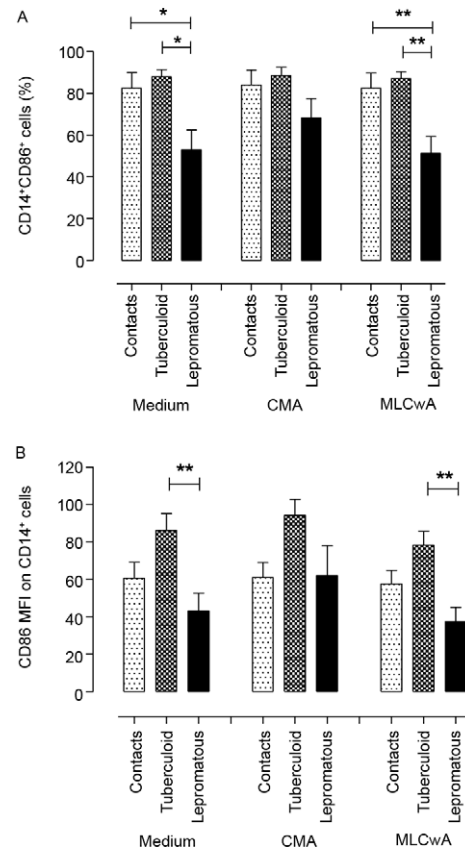 A
* * **
* * **
CD14+CD86+ cells (%)
100
80
60
40
20
0
Contacts Tuberculoid Lepromatous Contacts Tuberculoid Lepromatous Contacts Tuberculoid Lepromatous
Medium CMA MLCwA
B
** **
CD86 MFI on CD14+ cells
120
100
80
60
40
20
0
Contacts Tuberculoid Lepromatous Contacts Tuberculoid Lepromatous Contacts Tuberculoid Lepromatous
Medium CMA MLCwA